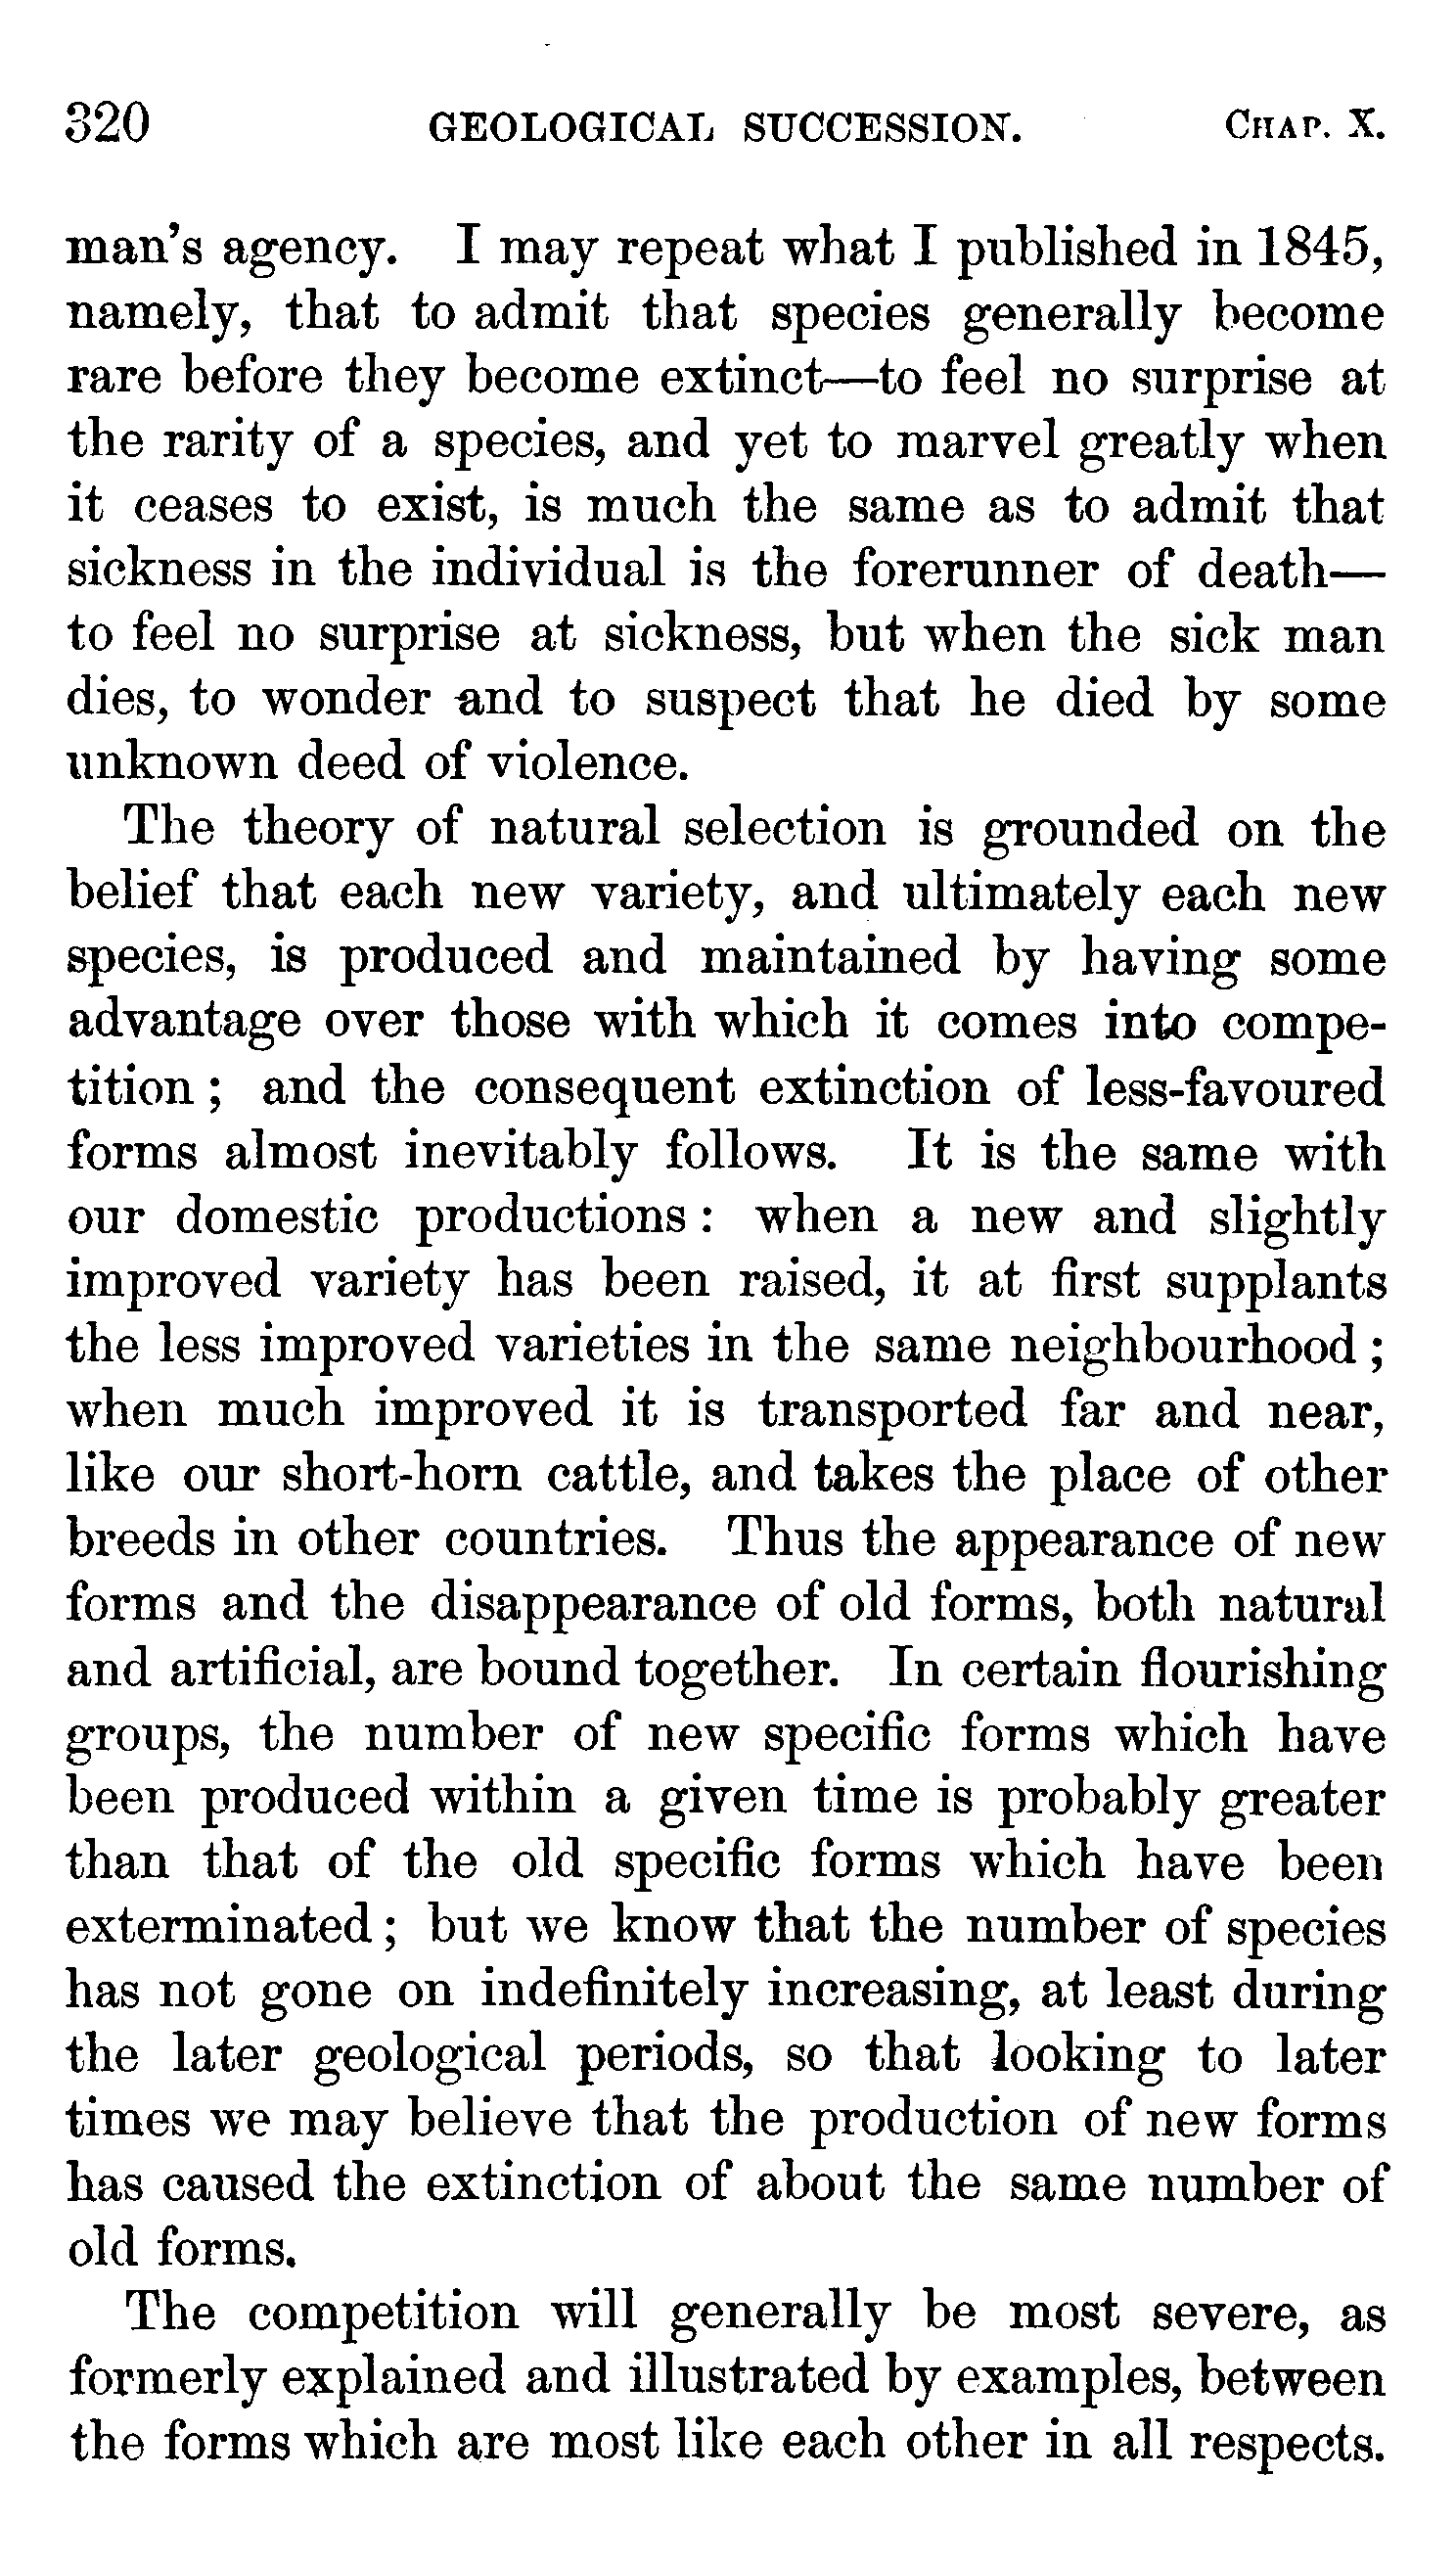 320 GEOLOGICAL SUCCESSION. CHAP. X.
man's agency. I may repeat what I published in 1845,
namely, that to admit that species generally become
rare before they become extinct—to feel no surprise at
the rarity of a species, and yet to marvel greatly when
it ceases to exist, is much the same as to admit that
sickness in the individual is the forerunner of death—
to feel no surprise at sickness, but when the sick man
dies, to wonder and to suspect that he died by some
unknown deed of violence.
The theory of natural selection is grounded on the
belief that each new variety, and ultimately each new
species, is produced and maintained by having some
advantage over those with which it comes into compe-
tition; and the consequent extinction of less-favoured
forms almost inevitably follows. It is the same with
our domestic productions: when a new and slightly
improved variety has been raised, it at first supplants
the less improved varieties in the same neighbourhood;
when much improved it is transported far and near,
like our short-horn cattle, and takes the place of other
breeds in other countries. Thus the appearance of new
forms and the disappearance of old forms, both natural
and artificial, are bound together. In certain flourishing
groups, the number of new specific forms which have
been produced within a given time is probably greater
than that of the old specific forms which have been
exterminated; but we know that the number of species
has not gone on indefinitely increasing, at least during
the later geological periods, so that looking to later
times we may believe that the production of new forms
has caused the extinction of about the same number of
old forms.
The competition will generally be most severe, as
formerly explained and illustrated by examples, between
the forms which are most like each other in all respects.